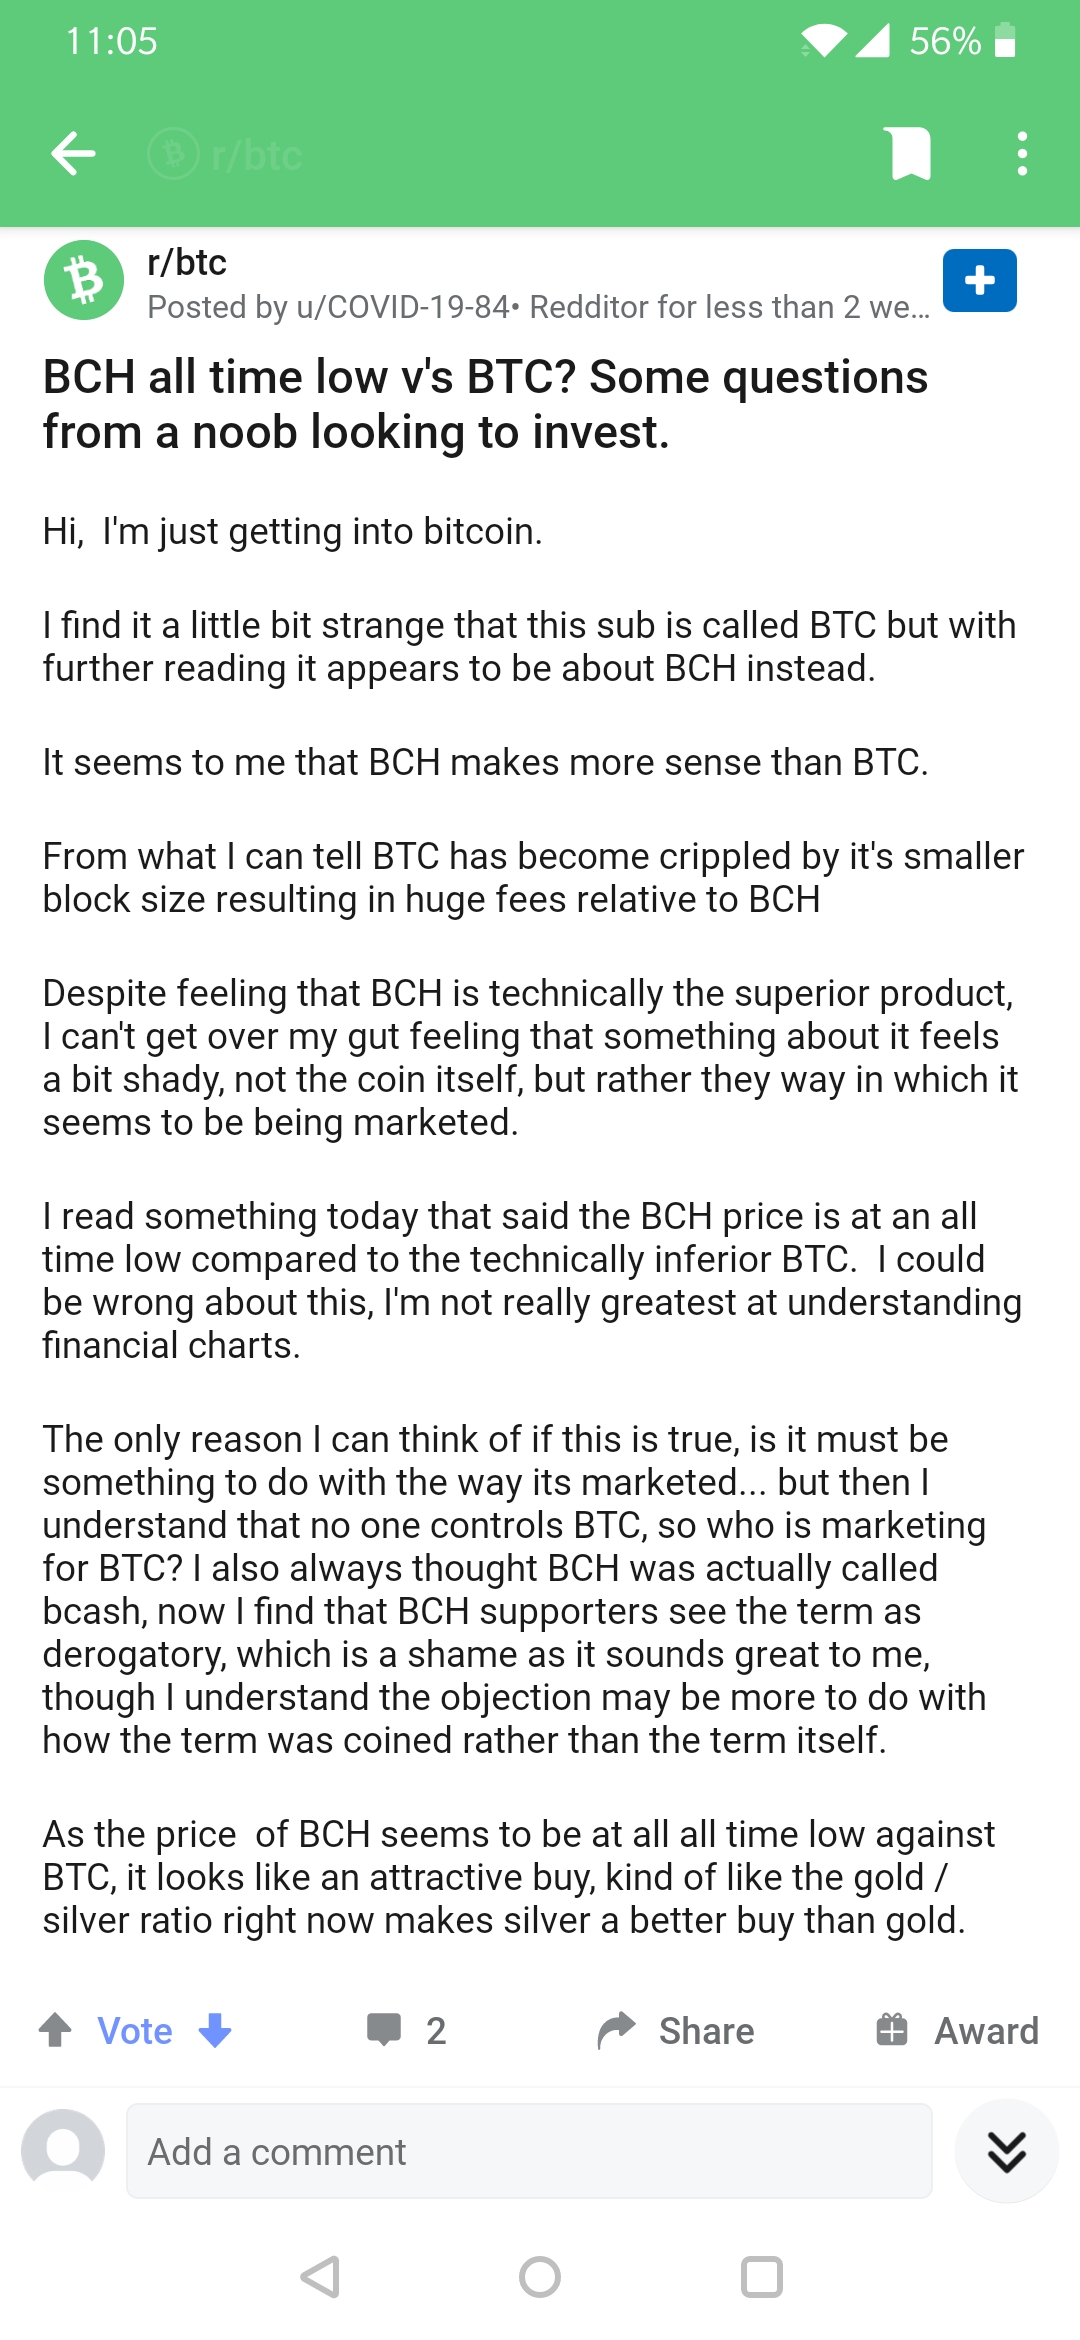 11:05
56%
r/btc
r/btc
Posted by u/COVID-19-84• Redditor for less than 2 we...
BCH all time low v's BTC? Some questions
from a noob looking to invest.
Hi,  I'm just getting into bitcoin.
I find it a little bit strange that this sub is called BTC but with
further reading it appears to be about BCH instead.
It seems to me that BCH makes more sense than BTC.
From what I can tell BTC has become crippled by it's smaller
block size resulting in huge fees relative to BCH
Despite feeling that BCH is technically the superior product,
I can't get over my gut feeling that something about it feels
a bit shady, not the coin itself, but rather they way in which it
seems to be being marketed.
I read something today that said the BCH price is at an all
time low compared to the technically inferior BTC.  I could
be wrong about this, I'm not really greatest at understanding
financial charts.
The only reason I can think of if this is true, is it must be
something to do with the way its marketed... but then I
understand that no one controls BTC, so who is marketing
for BTC? I also always thought BCH was actually called
bcash, now I find that BCH supporters see the term as
derogatory, which is a shame as it sounds great to me,
though I understand the objection may be more to do with
how the term was coined rather than the term itself.
As the price  of BCH seems to be at all all time low against
BTC, it looks like an attractive buy, kind of like the gold /
silver ratio right now makes silver a better buy than gold.
Vote
2
Share
Award
Add a comment